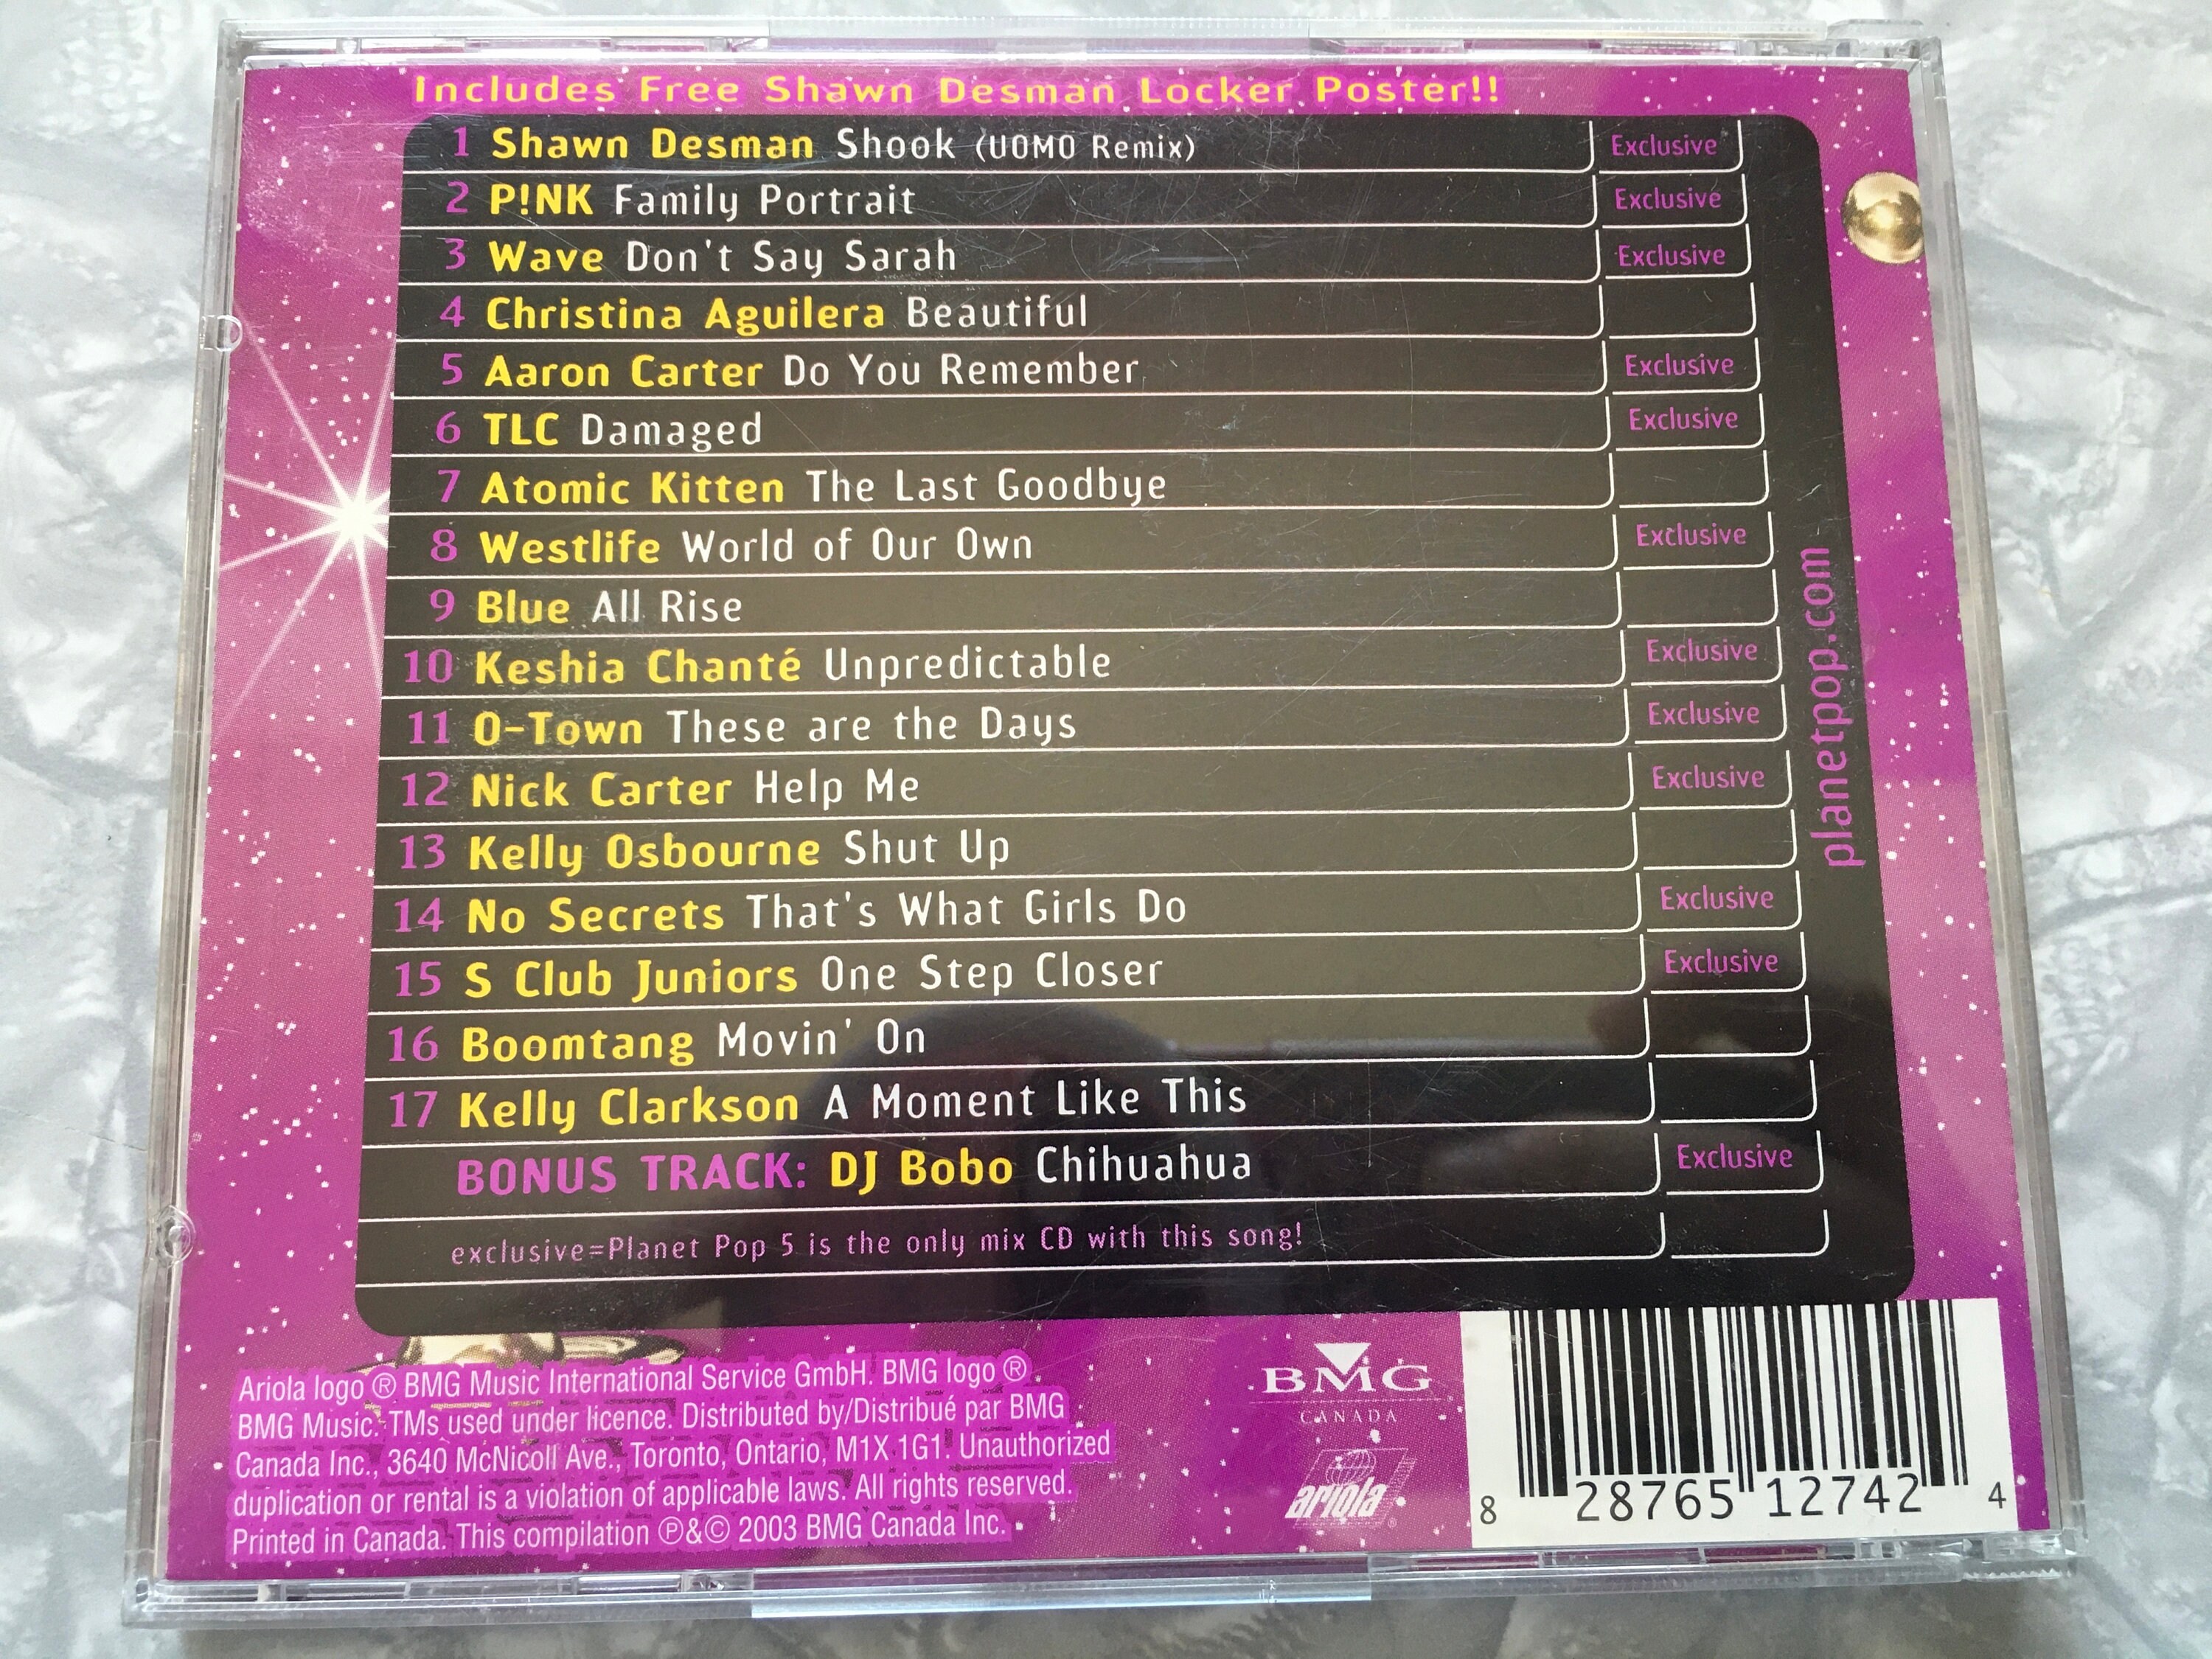 Includes Free Shawn Desman Locker Poster!!
1 Shawn Desman Shook (UOMO Remix) Exclusive
2 P!NK Family Portrait Exclusive
3 Wave Don't Say Sarah Exclusive
4 Christina Aguilera Beautiful
5 Aaron Carter Do You Remember Exclusive
6 TLC Damaged Exclusive
7 Atomic Kitten The Last Goodbye
8 Westlife World of Our Own Exclusive
9 Blue All Rise
10 Keshia Chanté Unpredictable Exclusive
11 O-Town These are the Days Exclusive
12 Nick Carter Help Me Exclusive
13 Kelly Osbourne Shut Up
14 No Secrets That's What Girls Do Exclusive
15 S Club Juniors One Step Closer Exclusive
16 Boomtang Movin' On
17 Kelly Clarkson A Moment Like This
BONUS TRACK: DJ Bobo Chihuahua Exclusive
exclusive=Planet Pop 5 is the only mix CD with this song!
planetpop.com
Ariola logo ® BMG Music International Service GmbH. BMG logo ®
BMG Music. TMs used under licence. Distributed by/Distribué par BMG
Canada Inc., 3640 McNicoll Ave., Toronto, Ontario, M1X 1G1. Unauthorized
duplication or rental is a violation of applicable laws. All rights reserved.
Printed in Canada. This compilation ℗&© 2003 BMG Canada Inc.
BMG
CANADA
ariola
8 28765 12742 4